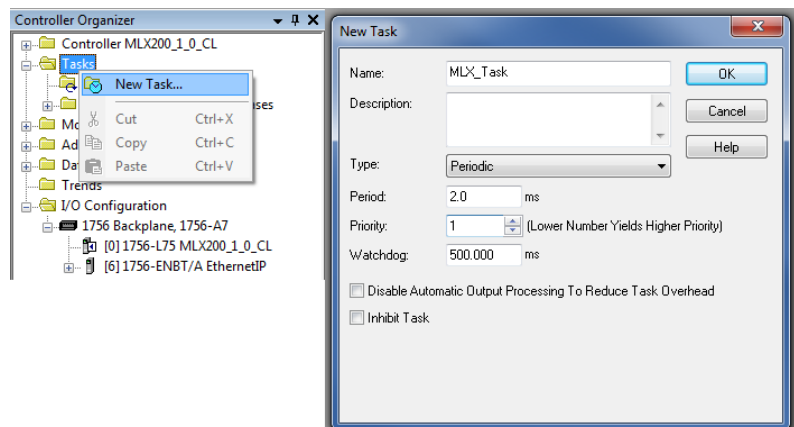 Controller Organizer
Controller MLX200_1_0_CL
Tasks
New Task...
Cut Ctrl+X
Copy Ctrl+C
Paste Ctrl+V
Trends
I/O Configuration
1756 Backplane, 1756-A7
[0] 1756-L75 MLX200_1_0_CL
[6] 1756-ENBT/A EthernetIP
New Task
Name: MLX_Task
OK
Description:
Cancel
Help
Type: Periodic
Period: 2.0 ms
Priority: 1 (Lower Number Yields Higher Priority)
Watchdog: 500.000 ms
Disable Automatic Output Processing To Reduce Task Overhead
Inhibit Task